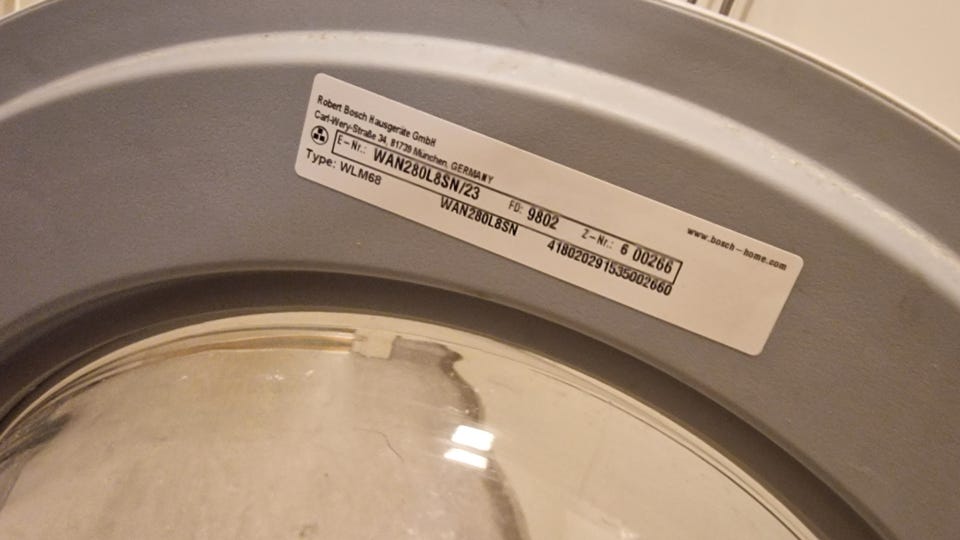 Robert Bosch Hausgeräte GmbH
Carl-Wery-Straße 34, 81739 München, GERMANY
E-Nr.: WAN280L8SN/23 FD: 9802 Z-Nr.: 6 00266
Type: WLM68
WAN280L8SN 418020291535002660
www.bosch-home.com